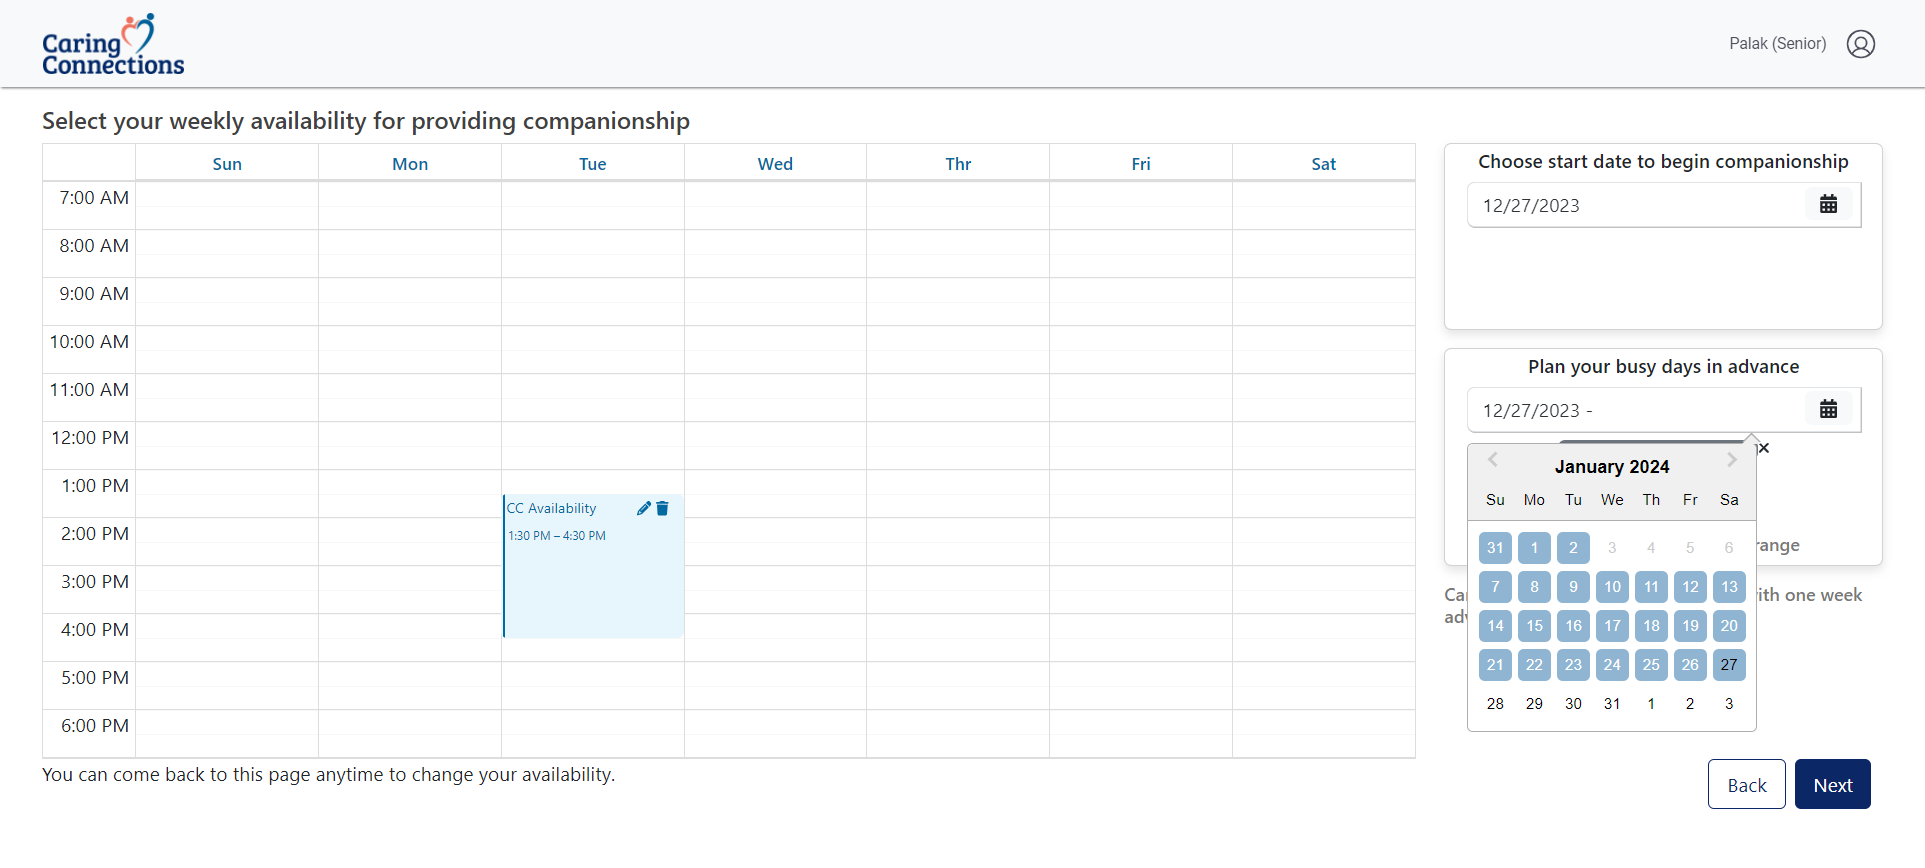 Caring
Connections
Palak (Senior)
Select your weekly availability for providing companionship
Sun Mon Tue Wed Thr Fri Sat
7:00 AM
8:00 AM
9:00 AM
10:00 AM
11:00 AM
12:00 PM
1:00 PM
2:00 PM
3:00 PM
4:00 PM
5:00 PM
6:00 PM
CC Availability
1:30 PM – 4:30 PM
You can come back to this page anytime to change your availability.
Choose start date to begin companionship
12/27/2023
Plan your busy days in advance
12/27/2023 -
January 2024
Su Mo Tu We Th Fr Sa
31 1 2 3 4 5 6
7 8 9 10 11 12 13
14 15 16 17 18 19 20
21 22 23 24 25 26 27
28 29 30 31 1 2 3
range
one week
Back Next